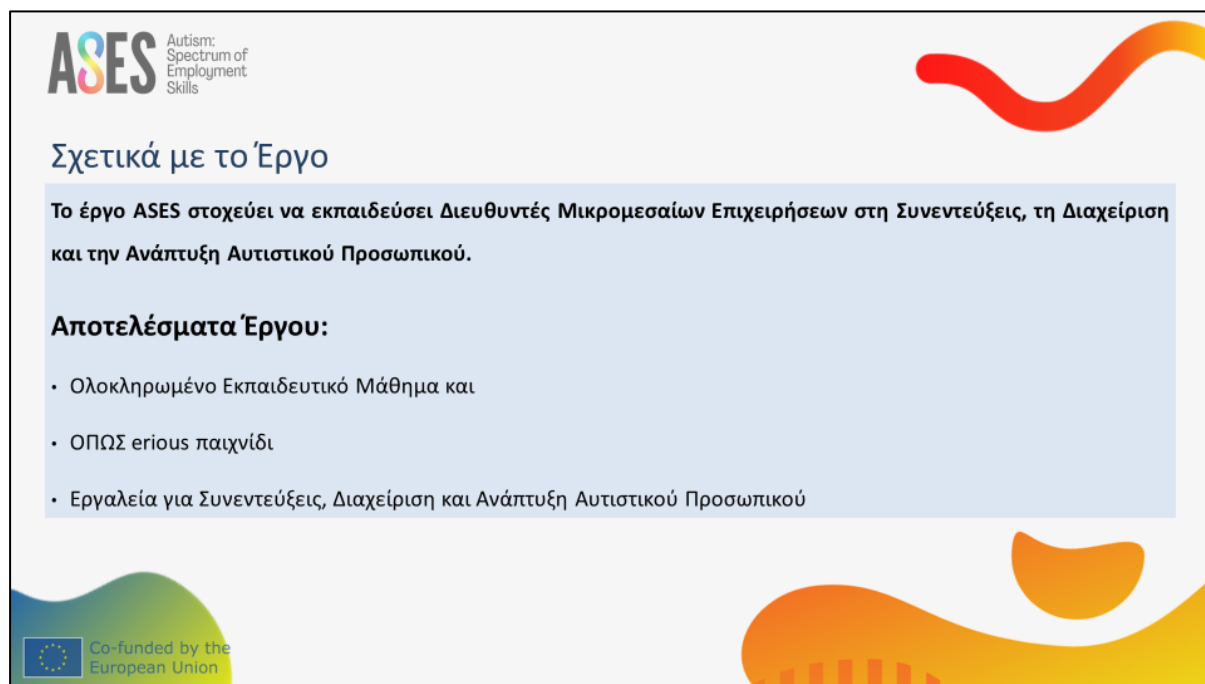 ASES
Autism:
Spectrum of
Employment
Skills
Σχετικά με το Έργο
Το έργο ASES στοχεύει να εκπαιδεύσει Διευθυντές Μικρομεσαίων Επιχειρήσεων στη Συνεντεύξεις, τη Διαχείριση
και την Ανάπτυξη Αυτιστικού Προσωπικού.
Αποτελέσματα Έργου:
• Ολοκληρωμένο Εκπαιδευτικό Μάθημα και
• ΟΠΩΣ erious παιχνίδι
• Εργαλεία για Συνεντεύξεις, Διαχείριση και Ανάπτυξη Αυτιστικού Προσωπικού
Co-funded by the
European Union